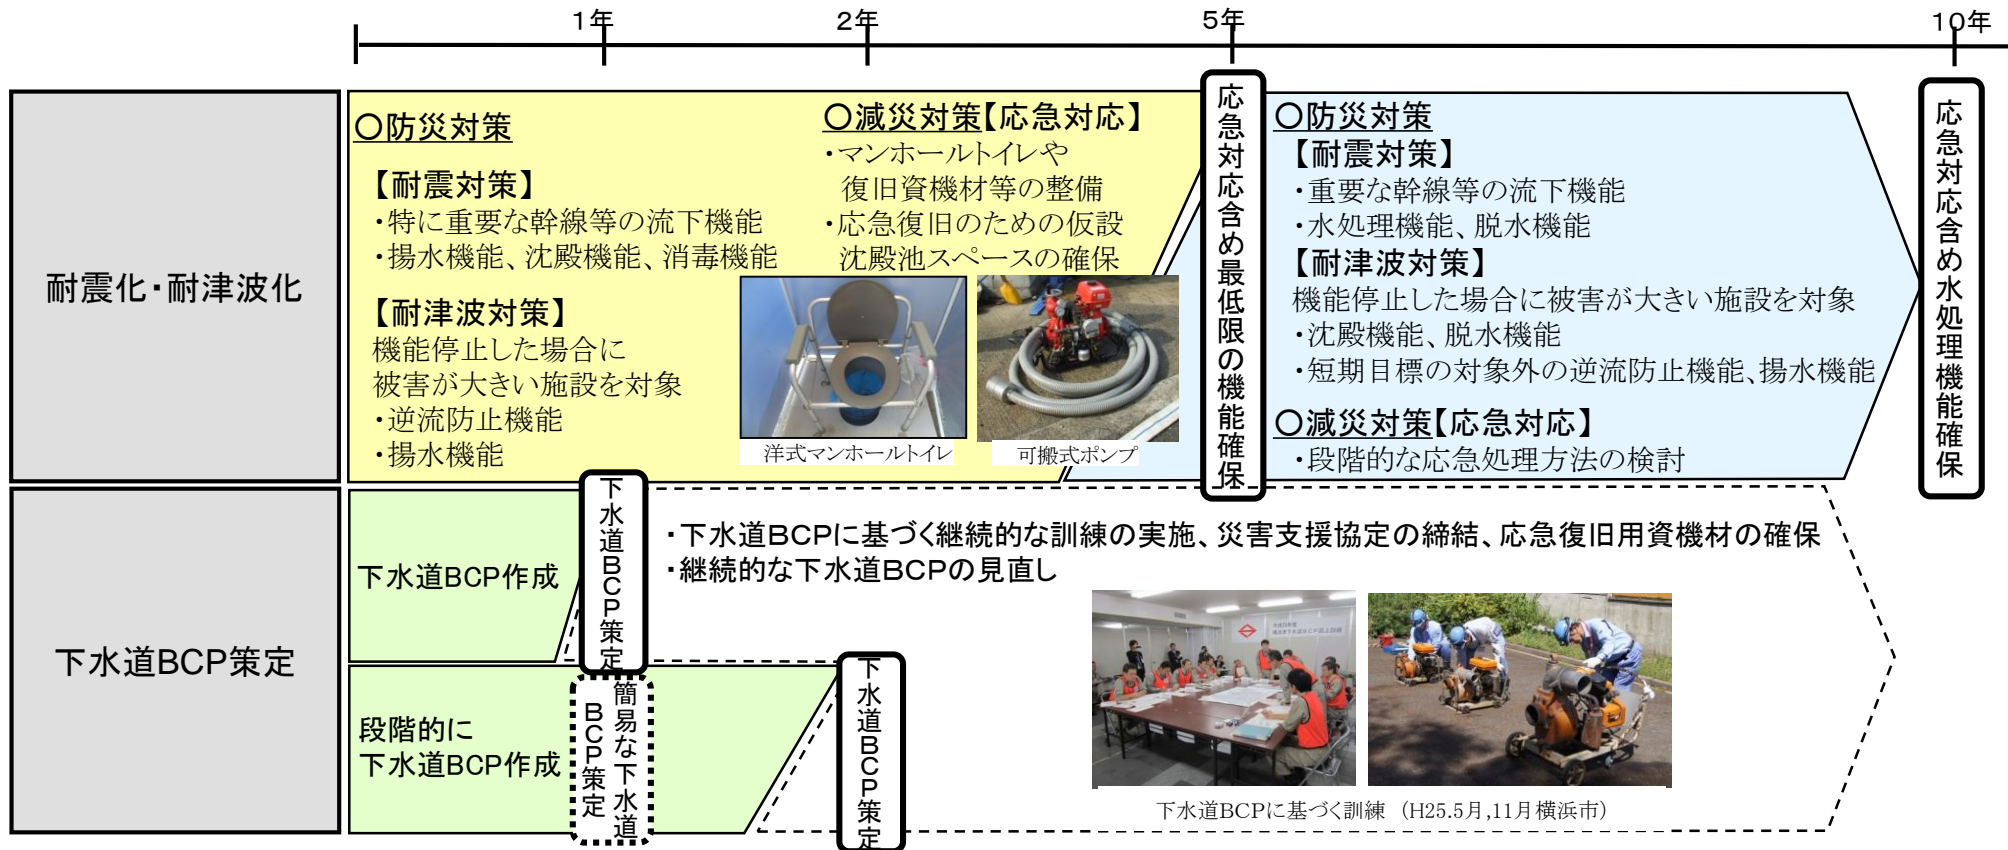 1年
2年
5年
10年
耐震化・耐津波化
○防災対策
【耐震対策】
・特に重要な幹線等の流下機能
・揚水機能、沈殿機能、消毒機能
【耐津波対策】
機能停止した場合に
被害が大きい施設を対象
・逆流防止機能
・揚水機能
○減災対策【応急対応】
・マンホールトイレや
復旧資機材等の整備
・応急復旧のための仮設
沈殿池スペースの確保
洋式マンホールトイレ
可搬式ポンプ
応急対応含め最低限の機能確保
○防災対策
【耐震対策】
・重要な幹線等の流下機能
・水処理機能、脱水機能
【耐津波対策】
機能停止した場合に被害が大きい施設を対象
・沈殿機能、脱水機能
・短期目標の対象外の逆流防止機能、揚水機能
○減災対策【応急対応】
・段階的な応急処理方法の検討
応急対応含め水処理機能確保
下水道BCP策定
下水道BCP作成
下水道BCP策定
・下水道BCPに基づく継続的な訓練の実施、災害支援協定の締結、応急復旧用資機材の確保
・継続的な下水道BCPの見直し
段階的に
下水道BCP作成
簡易な下水道
BCP策定
下水道BCP策定
下水道BCPに基づく訓練 (H25.5月,11月横浜市)